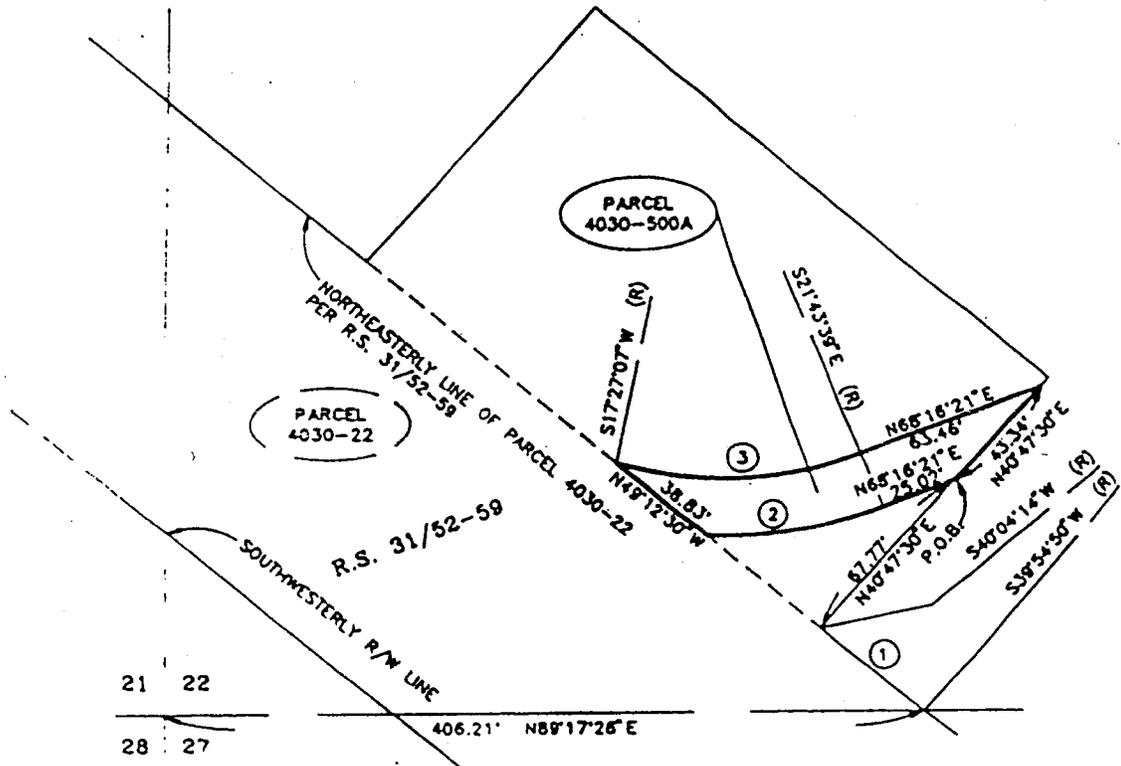 PARCEL
4030-500A
S17°27'07"W (R)
S21°43'39"E (R)
NORTHEASTERLY LINE OF PARCEL 4030-22
PER R.S. 31/52-59
PARCEL
4030-22
N68°16'21"E
63.46'
3
N68°16'21"E
25.02'
43.34'
N40°47'30"E
38.83'
N49°12'30"W
2
R.S. 31/52-59
67.77'
N40°47'30"E
P.O.B.
S40°04'14"W (R)
S39°54'50"W (R)
SOUTHWESTERLY R/W LINE
1
21 22
406.21' N89°17'26"E
28 27